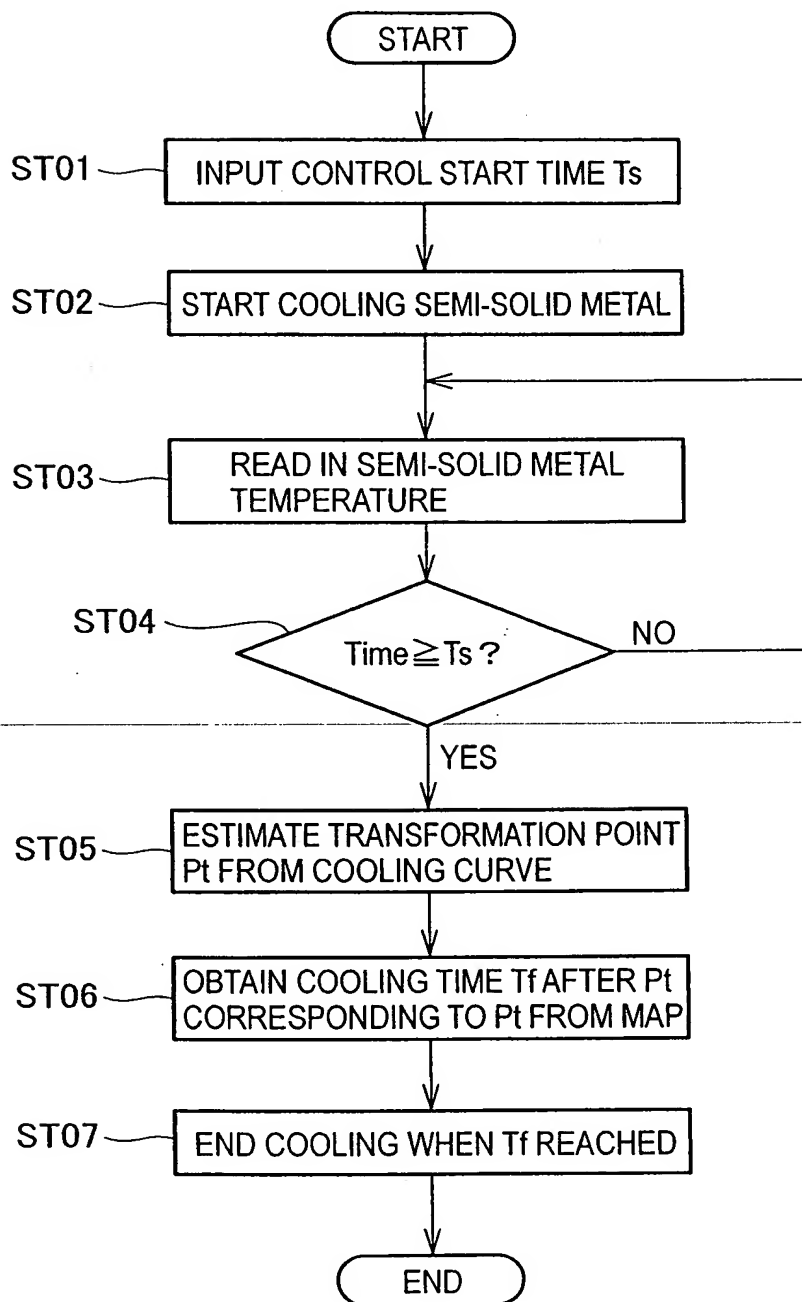 START
ST01
INPUT CONTROL START TIME Ts
ST02
START COOLING SEMI-SOLID METAL
ST03
READ IN SEMI-SOLID METAL
TEMPERATURE
ST04
Time≧Ts?
NO
YES
ST05
ESTIMATE TRANSFORMATION POINT
Pt FROM COOLING CURVE
ST06
OBTAIN COOLING TIME Tf AFTER Pt
CORRESPONDING TO Pt FROM MAP
ST07
END COOLING WHEN Tf REACHED
END